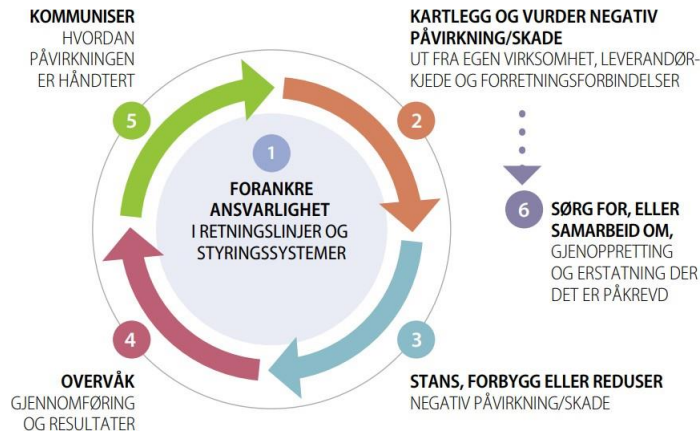 1
FORANKRE
ANSVARLIGHET
I RETNINGSLINJER OG
STYRINGSSYSTEMER
2
KARTLEGG OG VURDER NEGATIV
PÅVIRKNING/SKADE
UT FRA EGEN VIRKSOMHET, LEVERANDØR-
KJEDE OG FORRETNINGSFORBINDELSER
3
STANS, FORBYGG ELLER REDUSER
NEGATIV PÅVIRKNING/SKADE
4
OVERVÅK
GJENNOMFØRING
OG RESULTATER
5
KOMMUNISER
HVORDAN
PÅVIRKNINGEN
ER HÅNDTERT
6
SØRG FOR, ELLER
SAMARBEID OM,
GJENOPPRETTING
OG ERSTATNING DER
DET ER PÅKREVD